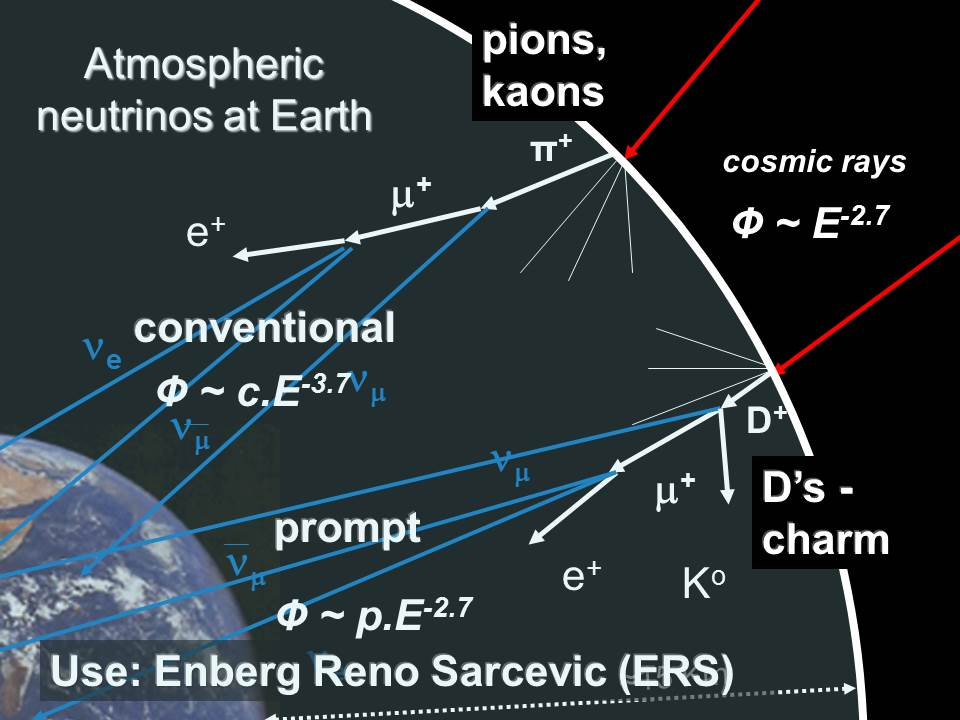 Atmospheric
neutrinos at Earth
pions,
kaons
cosmic rays
Φ ~ E⁻²·⁷
π⁺
μ⁺
e⁺
conventional
Φ ~ c.E⁻³·⁷
νe
νμ
ν̅μ
D⁺
νμ
μ⁺
D's -
charm
prompt
ν̅μ
e⁺
K⁰
Φ ~ p.E⁻²·⁷
Use: Enberg Reno Sarcevic (ERS)